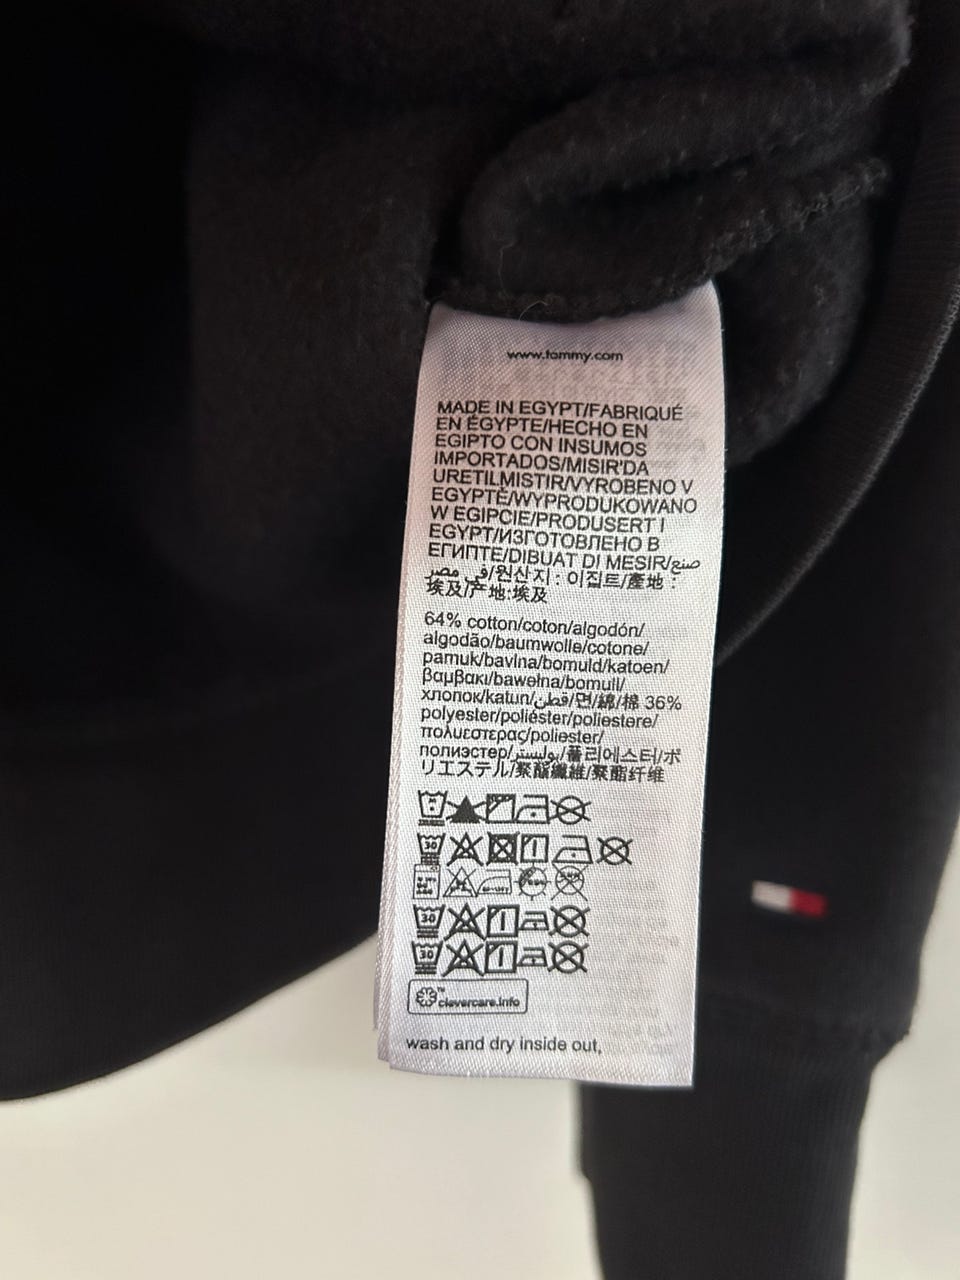 www.tommy.com
MADE IN EGYPT/FABRIQUÉ
EN ÉGYPTE/HECHO EN
EGIPTO CON INSUMOS
IMPORTADOS/MISIR'DA
URETILMISTIR/VYROBENO V
EGYPTĚ/WYPRODUKOWANO
W EGIPCIE/PRODUSERT I
EGYPT/ИЗГОТОВЛЕНО В
ЕГИПТЕ/DIBUAT DI MESIR/صنع
في مصر/원산지 : 이집트/產地 :
埃及/产地:埃及
64% cotton/coton/algodón/
algodão/baumwolle/cotone/
pamuk/bavlna/bomuld/katoen/
βαμβακι/bawełna/bomull/
хлопок/katun/قطن/면/綿/棉 36%
polyester/poliéster/poliestere/
πολυεστερας/poliester/
полиэстер/بوليستر/폴리에스터/ポ
リエステル/聚酯纖維/聚酯纤维
30
30
30
clevercare.info
wash and dry inside out,